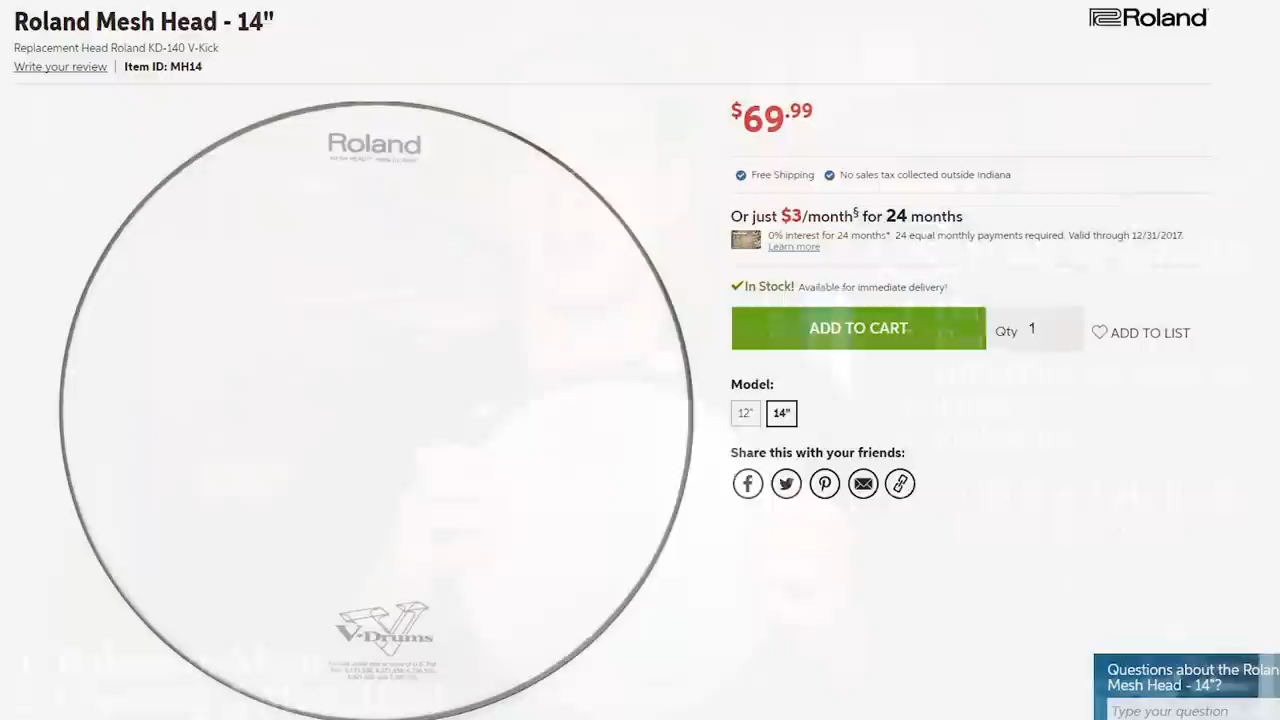 Roland Mesh Head - 14"
Roland
Replacement Head Roland KD-140 V-Kick
Write your review | Item ID: MH14
Roland
$69.99
Free Shipping No sales tax collected outside Indiana
Or just $3/month§ for 24 months
0% interest for 24 months*. 24 equal monthly payments required. Valid through 12/31/2017.
Learn more
In Stock! Available for immediate delivery!
ADD TO CART Qty 1 ADD TO LIST
Model:
12" 14"
Share this with your friends:
V-Drums
Questions about the Rolan
Mesh Head - 14"?
Type your question